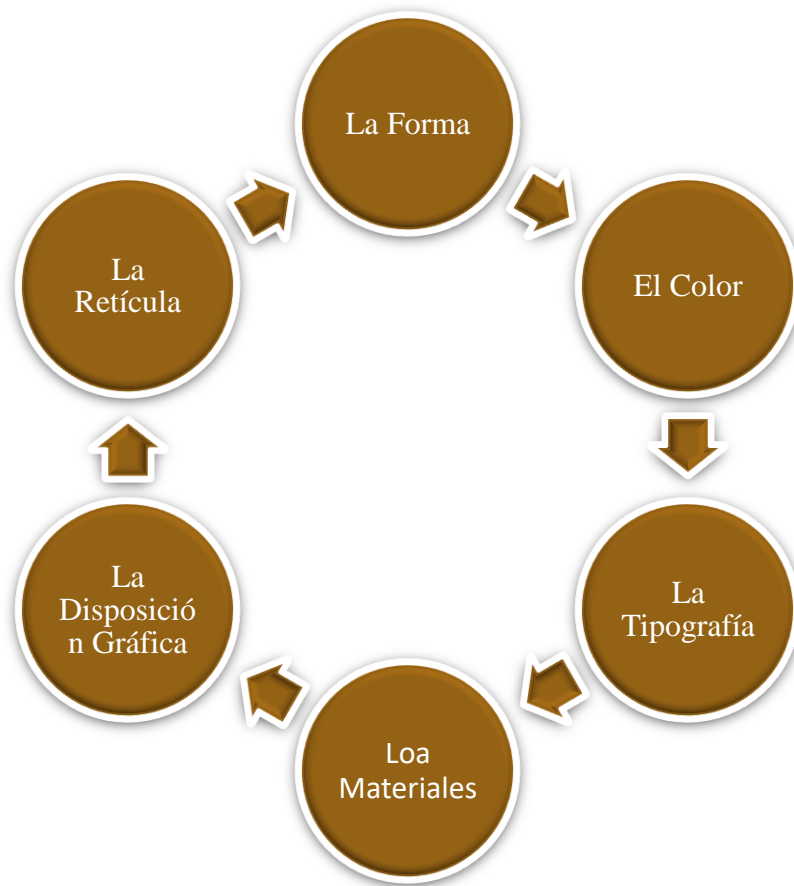 La Forma
El Color
La
Tipografía
Loa
Materiales
La
Disposició
n Gráfica
La
Retícula